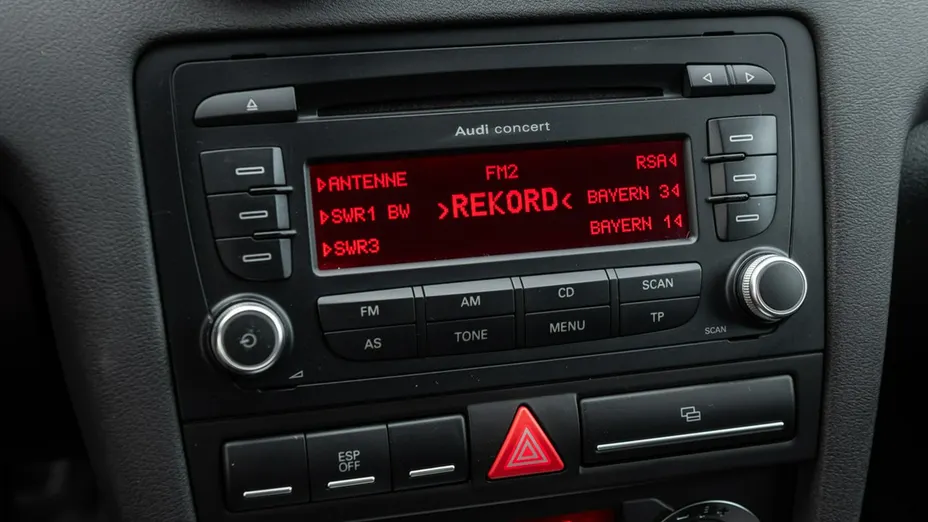 Audi concert
FM2
ANTENNE
RSA
>REKORD<
SWR1 BW
BAYERN 3
SWR3
BAYERN 1
FM
AM
CD
SCAN
AS
TONE
MENU
TP
SCAN
ESP
OFF